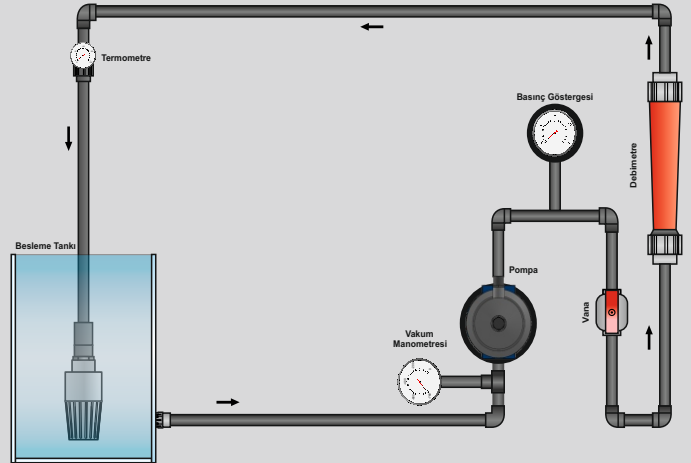 Termometre
Basınç Göstergesi
Debimetre
Besleme Tankı
Pompa
Vana
Vakum
Manometresi